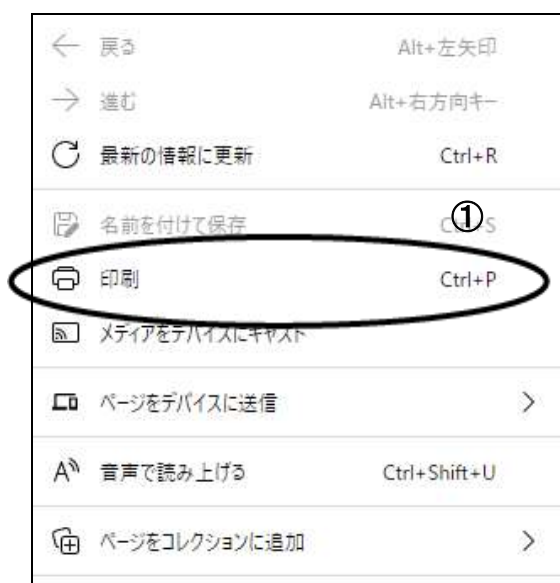 戻る Alt+左矢印
進む Alt+右方向キー
最新の情報に更新 Ctrl+R
①
名前を付けて保存 Ctrl+S
印刷 Ctrl+P
メディアをデバイスにキャスト
ページをデバイスに送信
音声で読み上げる Ctrl+Shift+U
ページをコレクションに追加